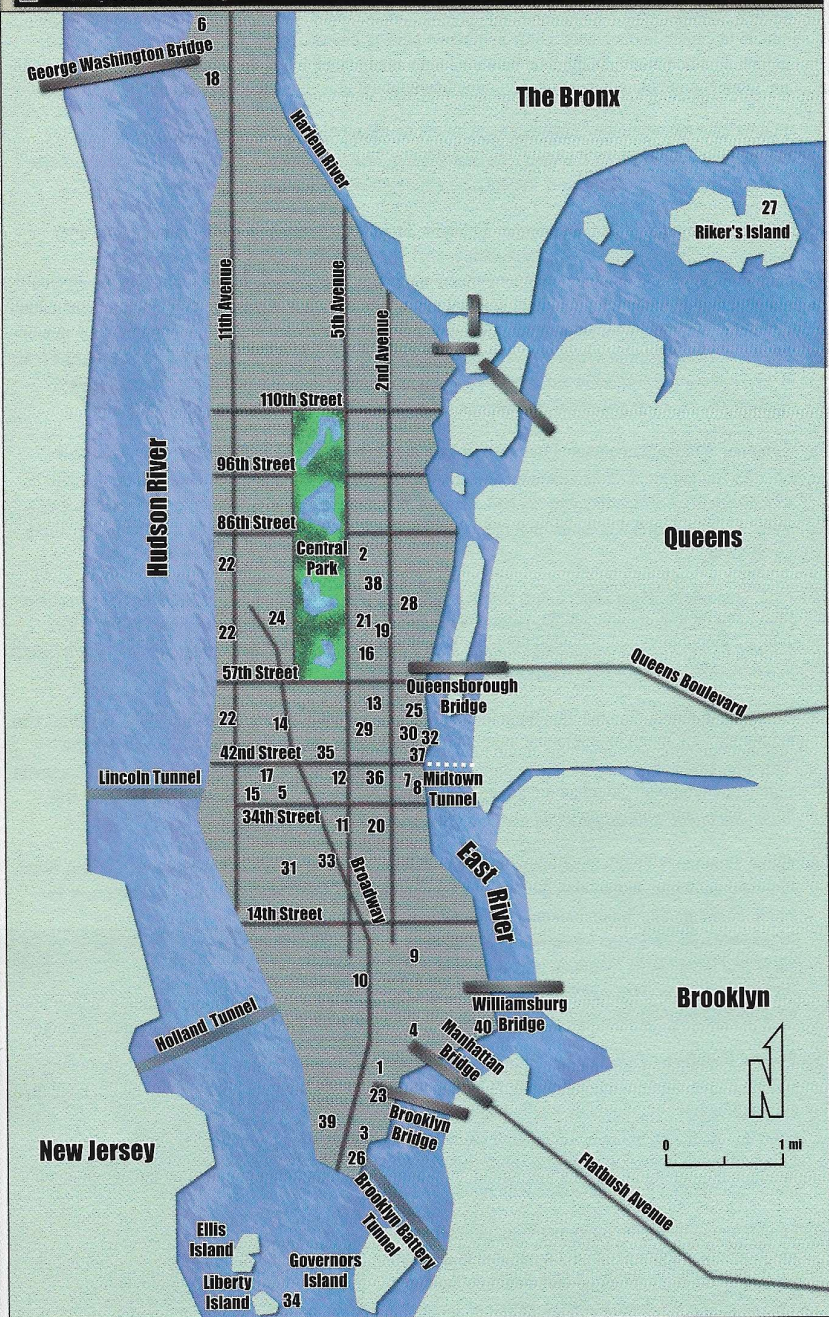 6
George Washington Bridge
18
The Bronx
Harlem River
27
Riker's Island
11th Avenue
5th Avenue
2nd Avenue
110th Street
96th Street
Hudson River
86th Street
Queens
Central
Park
2
22
38
28
24
21
22
19
16
57th Street
Queensborough
Bridge
Queens Boulevard
13
25
22
14
29
30
32
42nd Street
35
37
Lincoln Tunnel
17
12
36
7
8
Midtown
Tunnel
15
5
34th Street
11
20
East River
31
33
Broadway
14th Street
9
10
Williamsburg
Bridge
Brooklyn
Holland Tunnel
4
40
Manhattan
Bridge
N
1
23
Brooklyn
Bridge
39
3
New Jersey
26
0
1 mi
Brooklyn Battery
Tunnel
Flatbush Avenue
Ellis
Island
Governors
Island
Liberty
Island
34